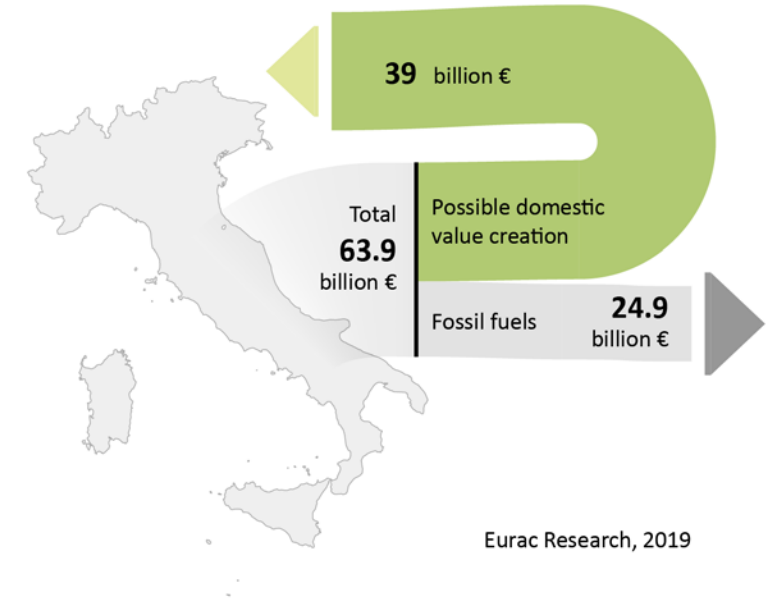 39 billion €
Total
63.9
billion €
Possible domestic
value creation
Fossil fuels
24.9
billion €
Eurac Research, 2019